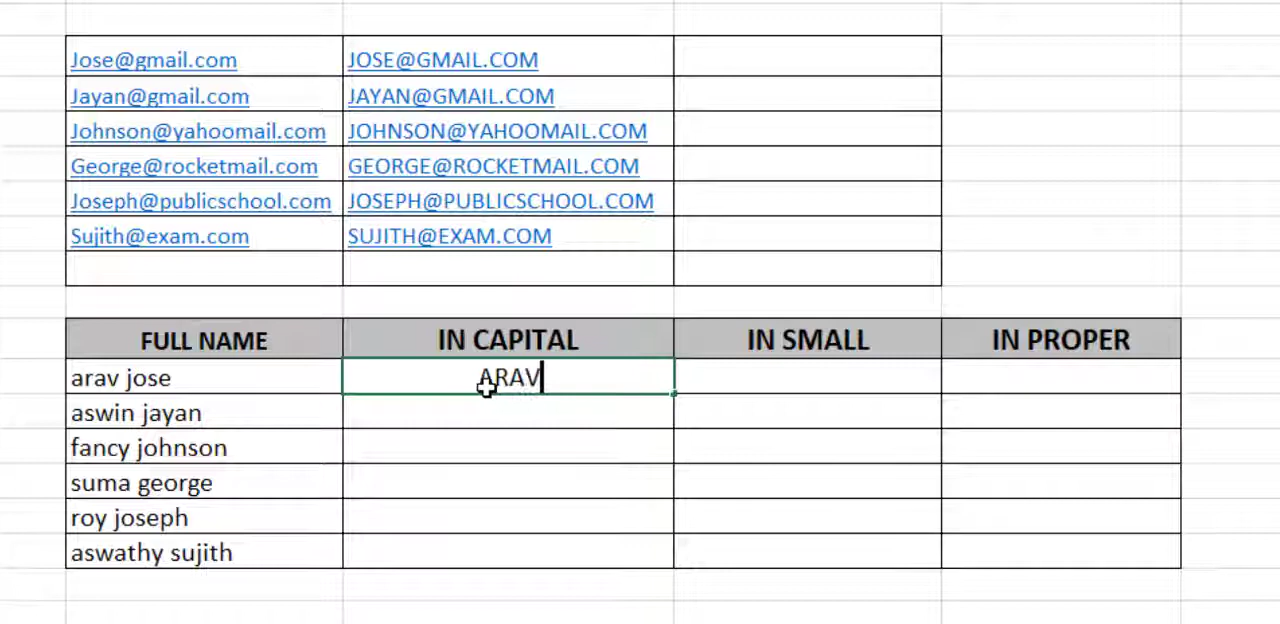 Jose@gmail.com JOSE@GMAIL.COM
Jayan@gmail.com JAYAN@GMAIL.COM
Johnson@yahoomail.com JOHNSON@YAHOOMAIL.COM
George@rocketmail.com GEORGE@ROCKETMAIL.COM
Joseph@publicschool.com JOSEPH@PUBLICSCHOOL.COM
Sujith@exam.com SUJITH@EXAM.COM
FULL NAME IN CAPITAL IN SMALL IN PROPER
arav jose ARAV
aswin jayan
fancy johnson
suma george
roy joseph
aswathy sujith